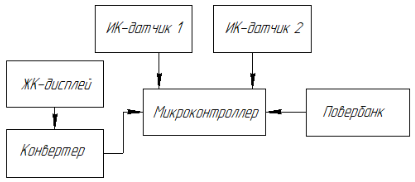 ИК-датчик 1
ИК-датчик 2
ЖК-дисплей
Микроконтроллер
Повербанк
Конвертер